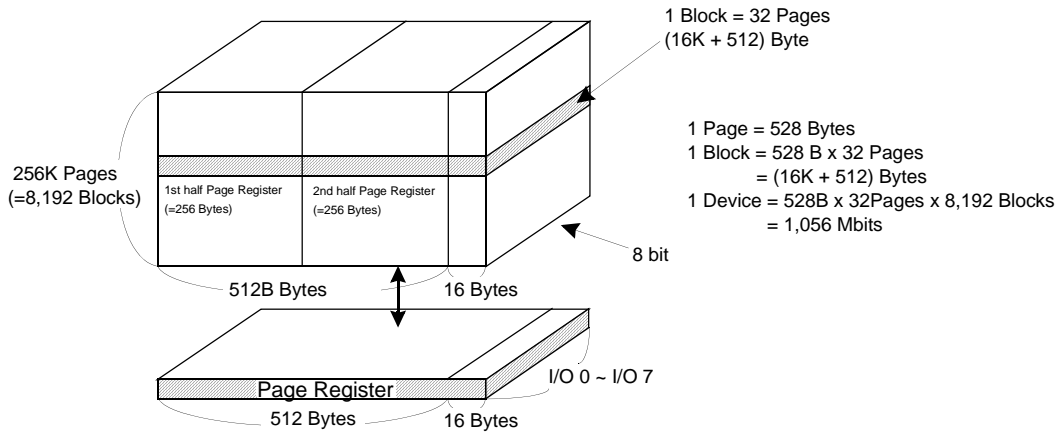 1 Block = 32 Pages
(16K + 512) Byte
256K Pages
(=8,192 Blocks)
1st half Page Register
(=256 Bytes)
2nd half Page Register
(=256 Bytes)
1 Page = 528 Bytes
1 Block = 528 B x 32 Pages
= (16K + 512) Bytes
1 Device = 528B x 32Pages x 8,192 Blocks
= 1,056 Mbits
8 bit
512B Bytes
16 Bytes
Page Register
I/O 0 ~ I/O 7
512 Bytes
16 Bytes